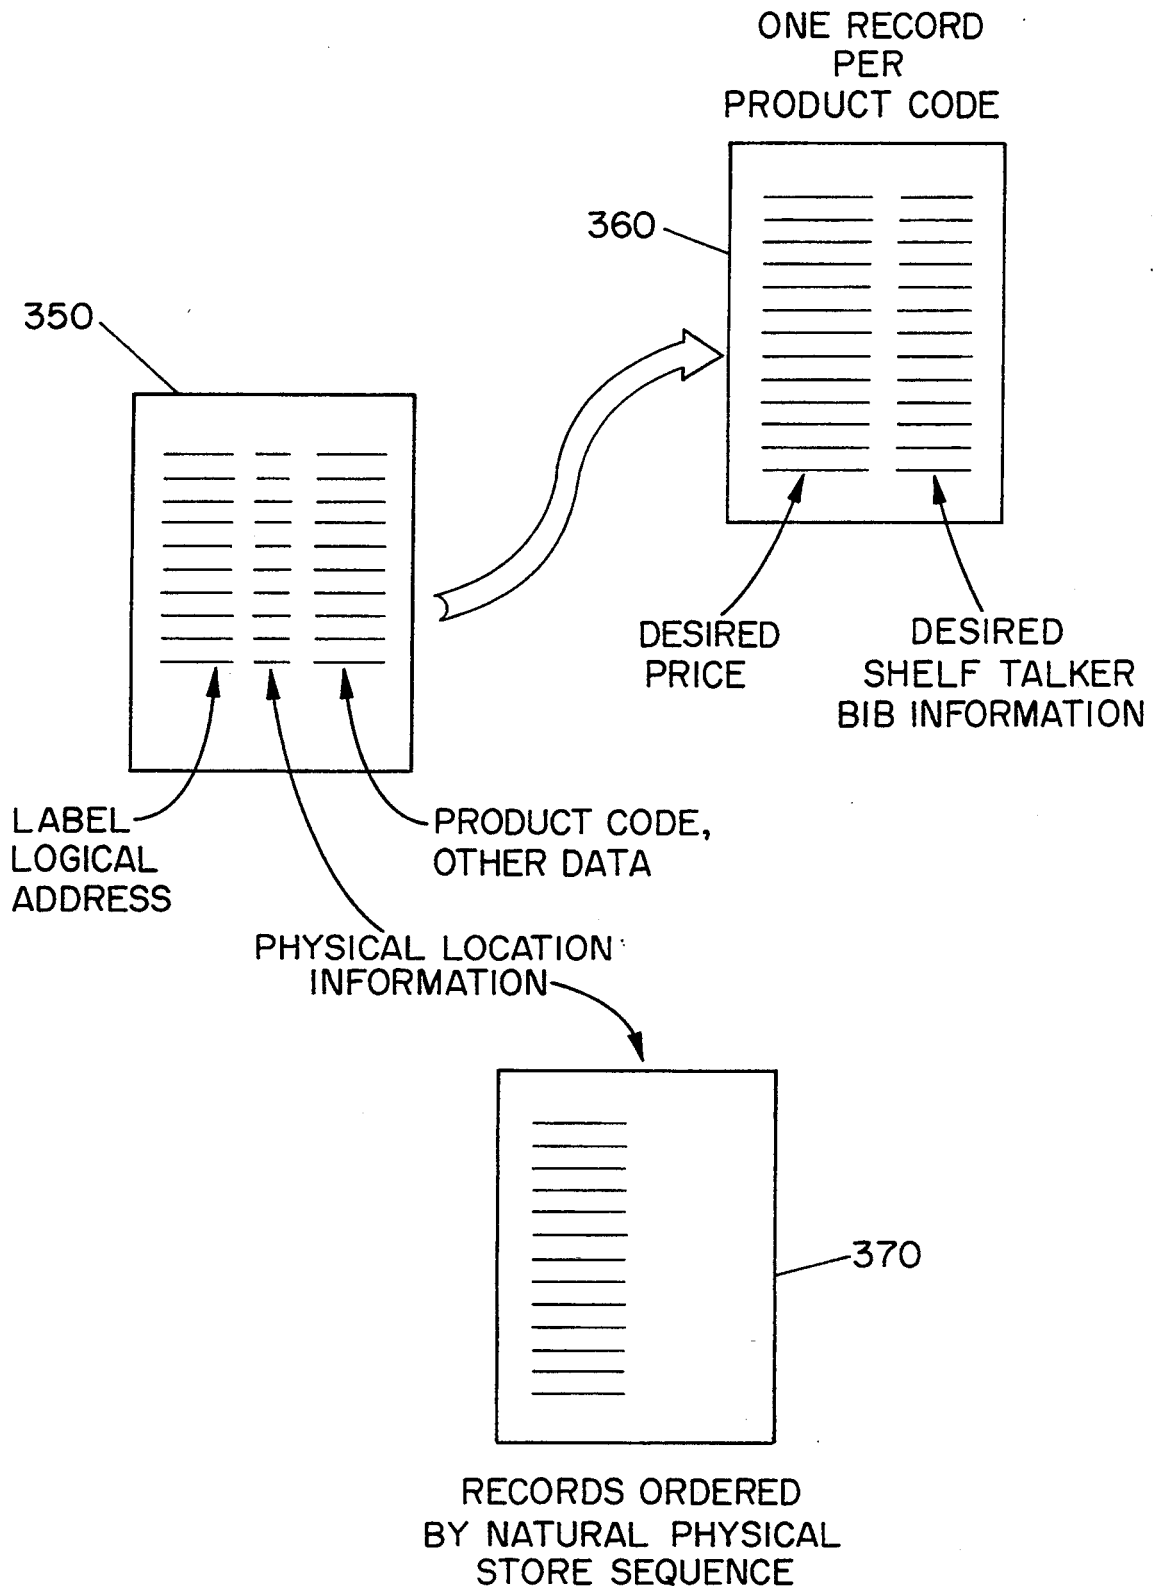 ONE RECORD
PER
PRODUCT CODE
360
350
DESIRED
PRICE
DESIRED
SHELF TALKER
BIB INFORMATION
LABEL
LOGICAL
ADDRESS
PRODUCT CODE,
OTHER DATA
PHYSICAL LOCATION
INFORMATION
370
RECORDS ORDERED
BY NATURAL PHYSICAL
STORE SEQUENCE